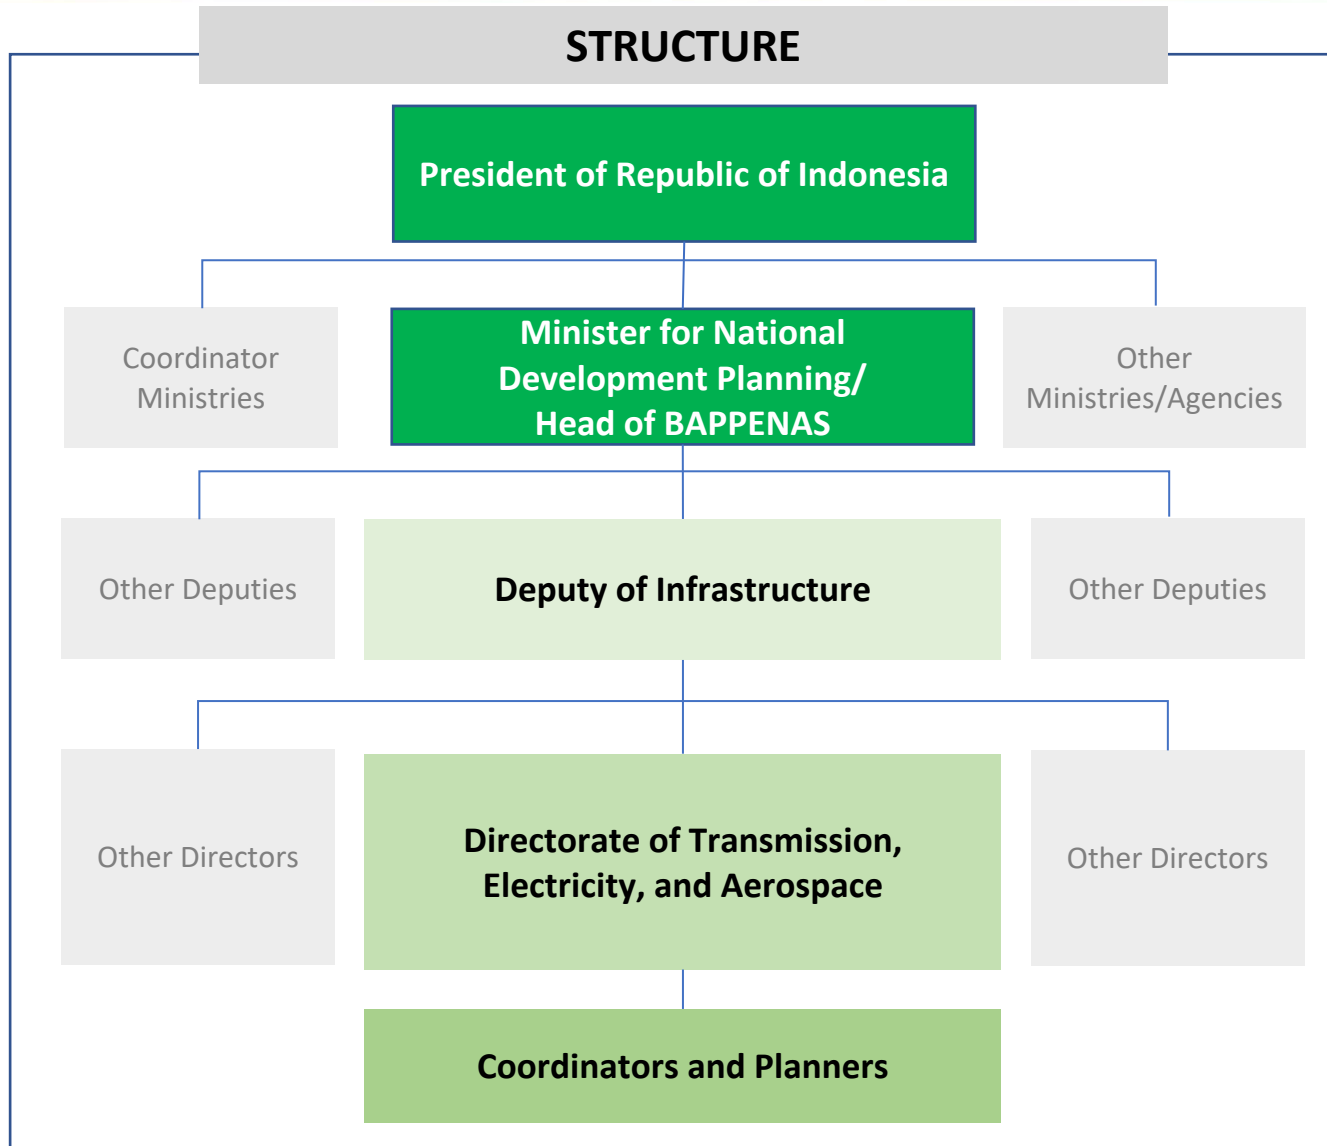 STRUCTURE
President of Republic of Indonesia
Coordinator
Ministries
Minister for National
Development Planning/
Head of BAPPENAS
Other
Ministries/Agencies
Other Deputies
Deputy of Infrastructure
Other Deputies
Other Directors
Directorate of Transmission,
Electricity, and Aerospace
Other Directors
Coordinators and Planners